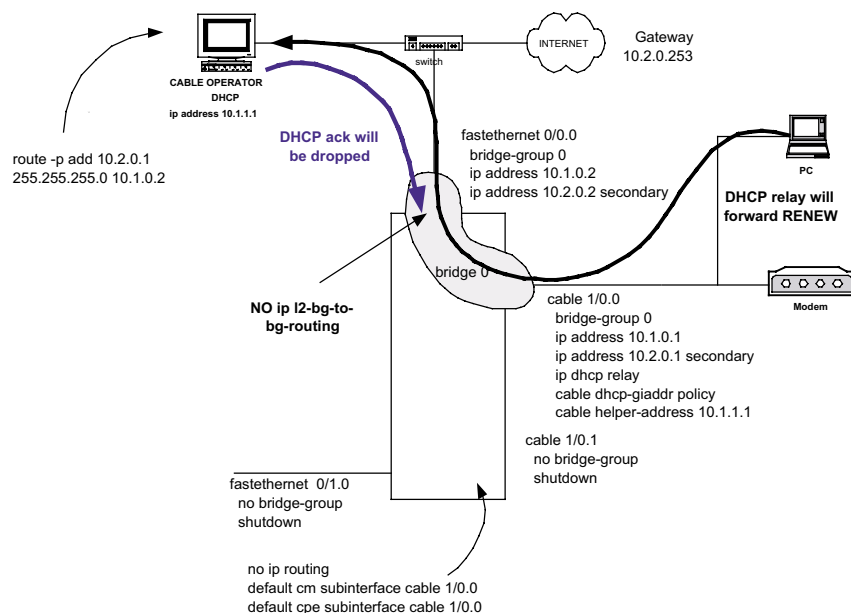 INTERNET
Gateway
10.2.0.253
switch
CABLE OPERATOR
DHCP
ip address 10.1.1.1
DHCP ack will
be dropped
fastethernet 0/0.0
bridge-group 0
ip address 10.1.0.2
ip address 10.2.0.2 secondary
PC
route -p add 10.2.0.1
255.255.255.0 10.1.0.2
DHCP relay will
forward RENEW
bridge 0
NO ip l2-bg-to-
bg-routing
Modem
cable 1/0.0
bridge-group 0
ip address 10.1.0.1
ip address 10.2.0.1 secondary
ip dhcp relay
cable dhcp-giaddr policy
cable helper-address 10.1.1.1
cable 1/0.1
no bridge-group
shutdown
fastethernet 0/1.0
no bridge-group
shutdown
no ip routing
default cm subinterface cable 1/0.0
default cpe subinterface cable 1/0.0